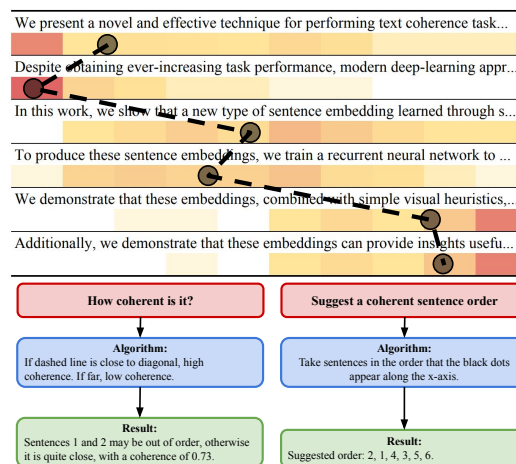 We present a novel and effective technique for performing text coherence task...
Despite obtaining ever-increasing task performance, modern deep-learning appr...
In this work, we show that a new type of sentence embedding learned through s...
To produce these sentence embeddings, we train a recurrent neural network to ...
We demonstrate that these embeddings, combined with simple visual heuristics,...
Additionally, we demonstrate that these embeddings can provide insights usefu...
How coherent is it?
Algorithm:
If dashed line is close to diagonal, high
coherence. If far, low coherence.
Result:
Sentences 1 and 2 may be out of order, otherwise
it is quite close, with a coherence of 0.73.
Suggest a coherent sentence order
Algorithm:
Take sentences in the order that the black dots
appear along the x-axis.
Result:
Suggested order: 2, 1, 4, 3, 5, 6.